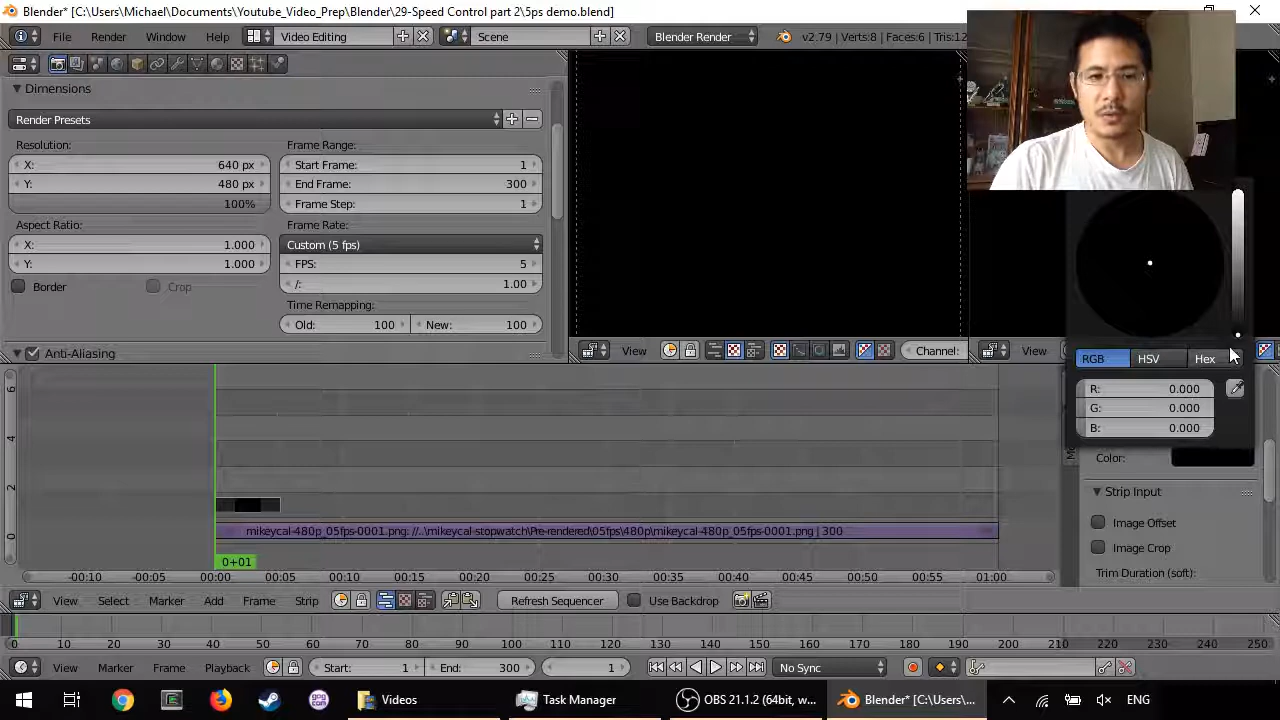 Blender* [C:\Users\Michael\Documents\Youtube_Video_Prep\Blender\29-Speed Control part 2\5ps demo.blend]
File Render Window Help Video Editing Scene Blender Render v2.79 | Verts:8 | Faces:6 | Tris:12
Dimensions
Render Presets
Resolution: Frame Range:
X: 640 px Start Frame: 1
Y: 480 px End Frame: 300
100% Frame Step: 1
Aspect Ratio: Frame Rate:
X: 1.000 Custom (5 fps)
Y: 1.000 FPS: 5
Border Crop /: 1.00
Time Remapping:
Old: 100 New: 100
Anti-Aliasing
View Channel: View
RGB HSV Hex
R: 0.000
G: 0.000
B: 0.000
Color:
Strip Input
Image Offset
Image Crop
Trim Duration (soft):
6
4
2
0
mikeycal-480p_05fps-0001.png: //..\mikeycal-stopwatch\Pre-rendered\05fps\480p\mikeycal-480p_05fps-0001.png | 300
0+01
-00:10 -00:05 00:00 00:05 00:10 00:15 00:20 00:25 00:30 00:35 00:40 00:45 00:50 00:55 01:00
View Select Marker Add Frame Strip Refresh Sequencer Use Backdrop
0 10 20 30 40 50 60 70 80 90 100 110 120 130 140 150 160 170 180 190 200 210 220 230 240 250
View Marker Frame Playback Start: 1 End: 300 1 No Sync
Videos Task Manager OBS 21.1.2 (64bit, w... Blender* [C:\Users\... ENG